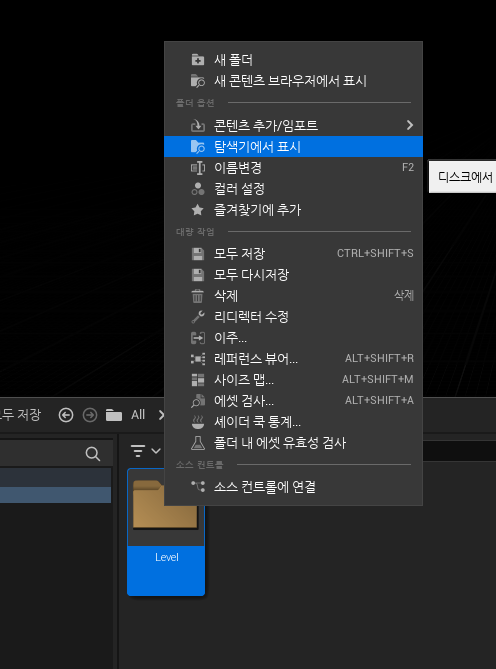 새 폴더
새 콘텐츠 브라우저에서 표시
폴더 옵션
콘텐츠 추가/임포트
탐색기에서 표시
이름변경 F2
디스크에서
컬러 설정
즐겨찾기에 추가
대량 작업
모두 저장 CTRL+SHIFT+S
모두 다시저장
삭제 삭제
리디렉터 수정
이주...
레퍼런스 뷰어... ALT+SHIFT+R
사이즈 맵... ALT+SHIFT+M
에셋 검사... ALT+SHIFT+A
셰이더 쿡 통계...
폴더 내 에셋 유효성 검사
소스 컨트롤
소스 컨트롤에 연결
두 저장 All
Level